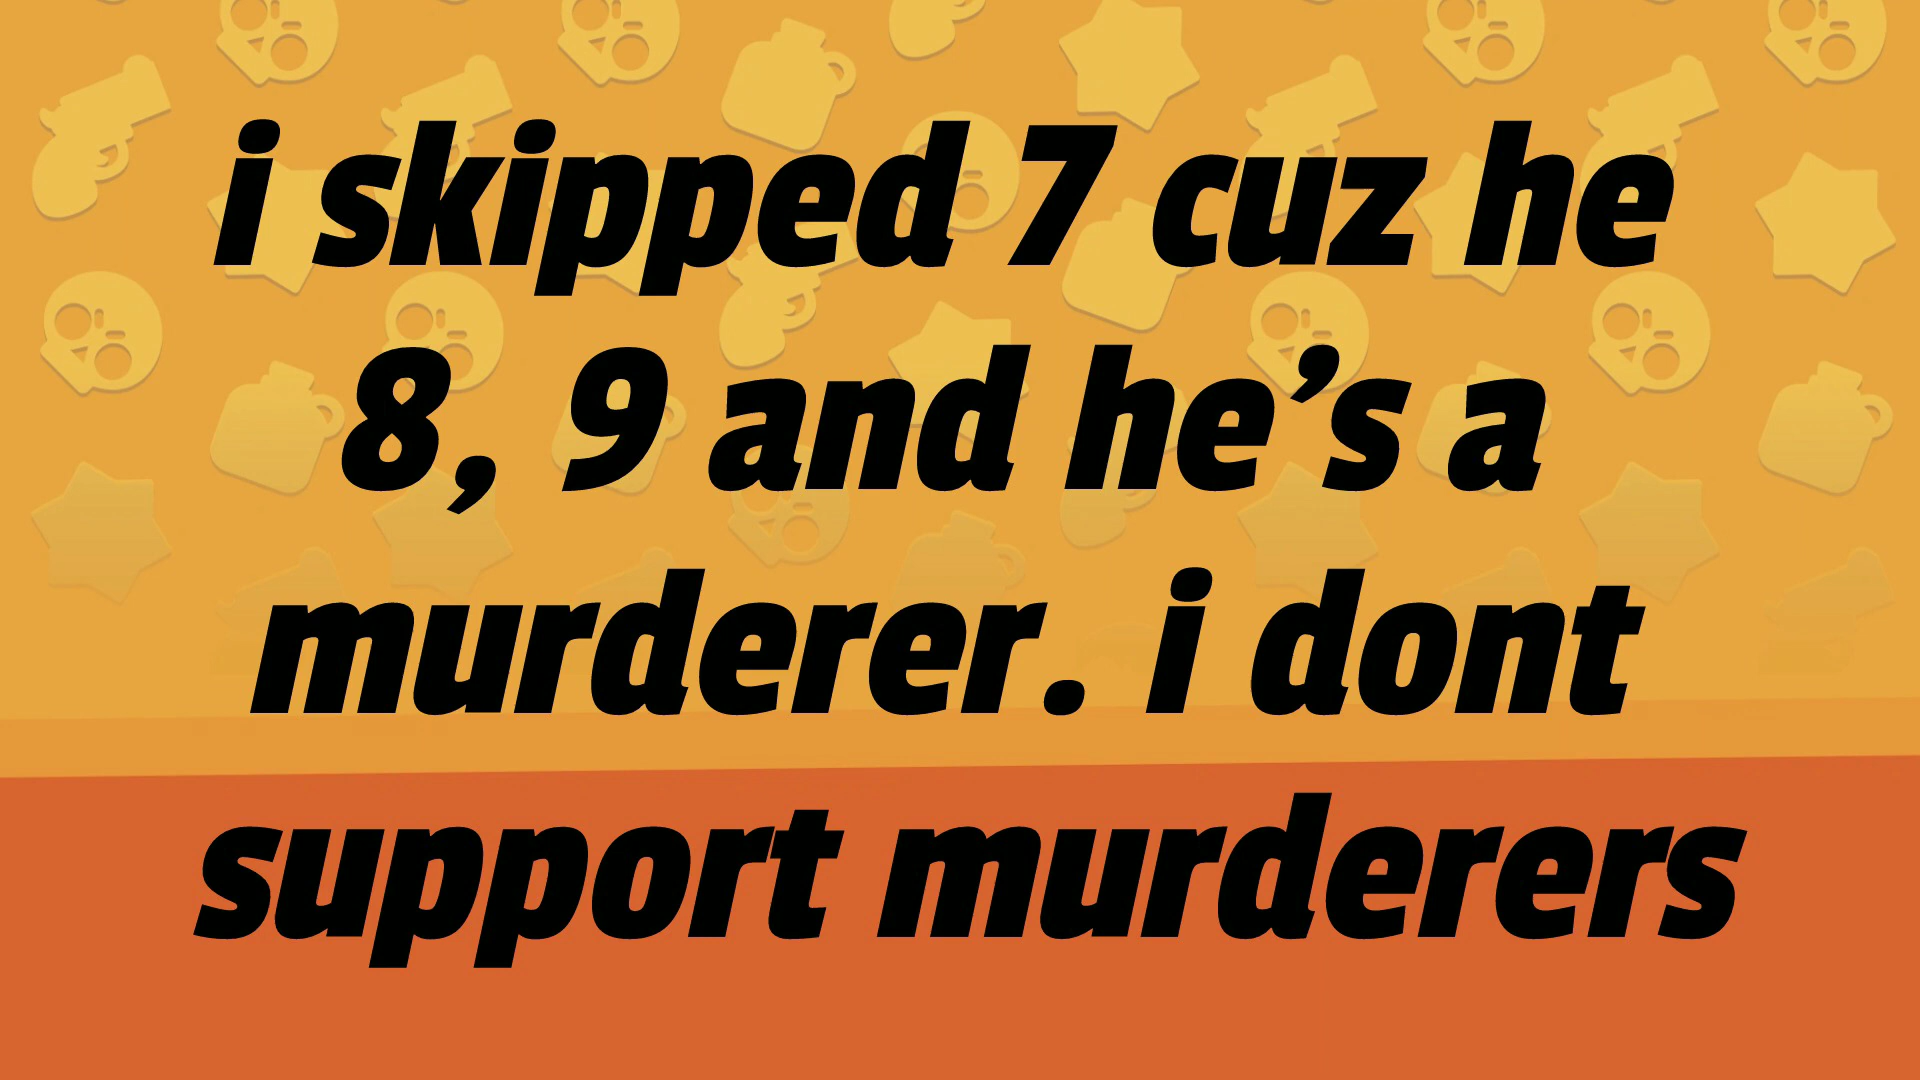 i skipped 7 cuz he
8, 9 and he’s a
murderer. i dont
support murderers